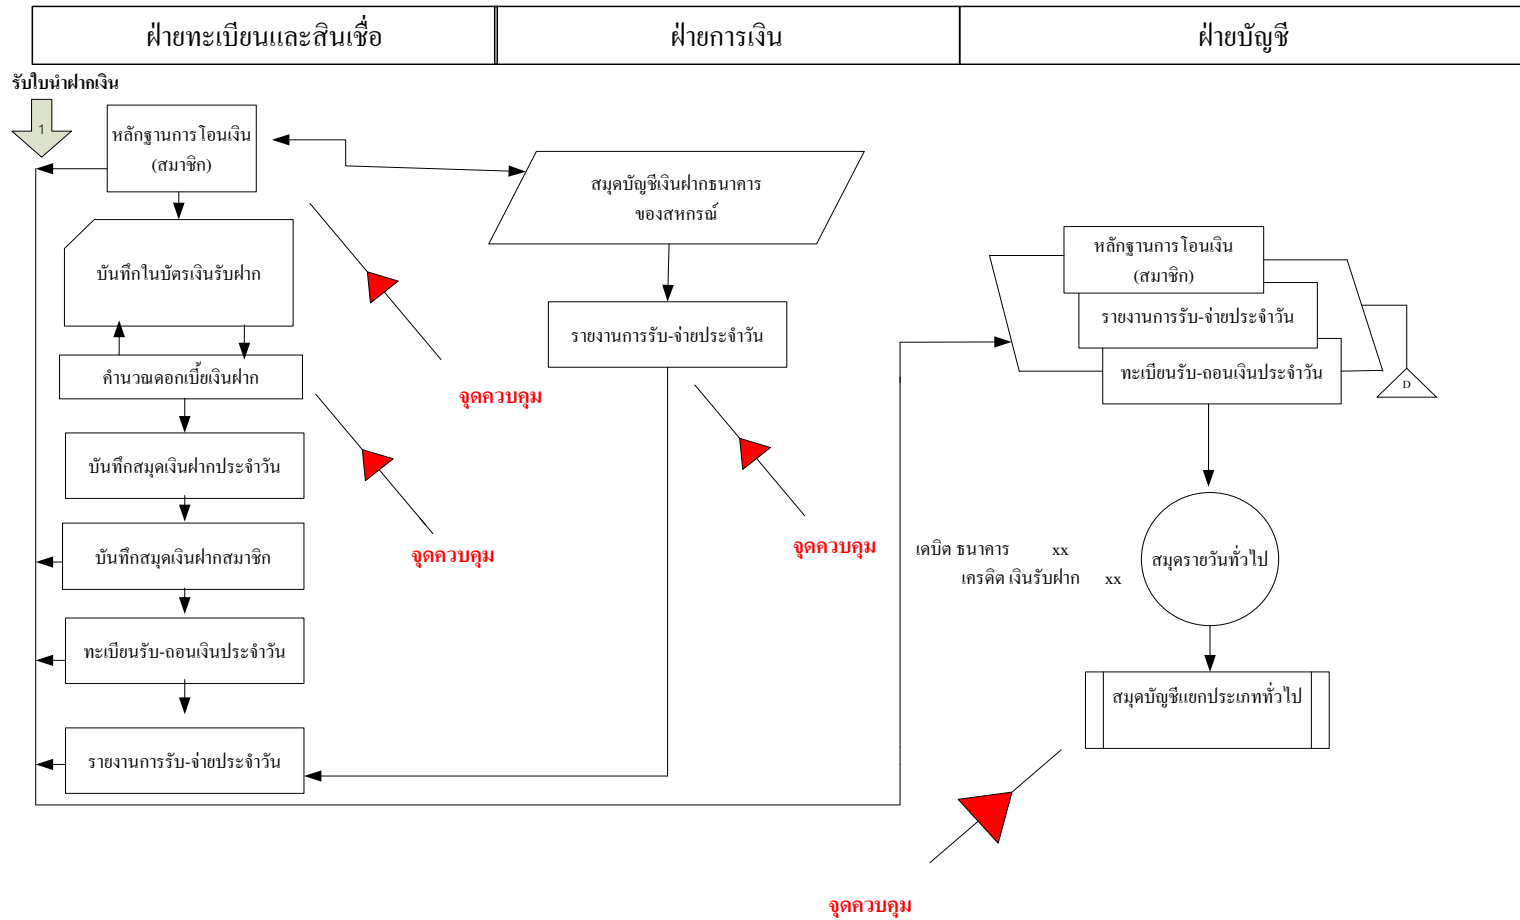 ฝ่ายทะเบียนและสินเชื่อ
ฝ่ายการเงิน
ฝ่ายบัญชี
รับใบนำฝากเงิน
1
หลักฐานการโอนเงิน
(สมาชิก)
บันทึกในบัตรเงินรับฝาก
คำนวณดอกเบี้ยเงินฝาก
บันทึกสมุดเงินฝากประจำวัน
บันทึกสมุดเงินฝากสมาชิก
ทะเบียนรับ-ถอนเงินประจำวัน
รายงานการรับ-จ่ายประจำวัน
จุดควบคุม
จุดควบคุม
สมุดบัญชีเงินฝากธนาคาร
ของสหกรณ์
รายงานการรับ-จ่ายประจำวัน
จุดควบคุม
หลักฐานการโอนเงิน
(สมาชิก)
รายงานการรับ-จ่ายประจำวัน
ทะเบียนรับ-ถอนเงินประจำวัน
D
เดบิต ธนาคาร xx
เครดิต เงินรับฝาก xx
สมุดรายวันทั่วไป
สมุดบัญชีแยกประเภททั่วไป
จุดควบคุม